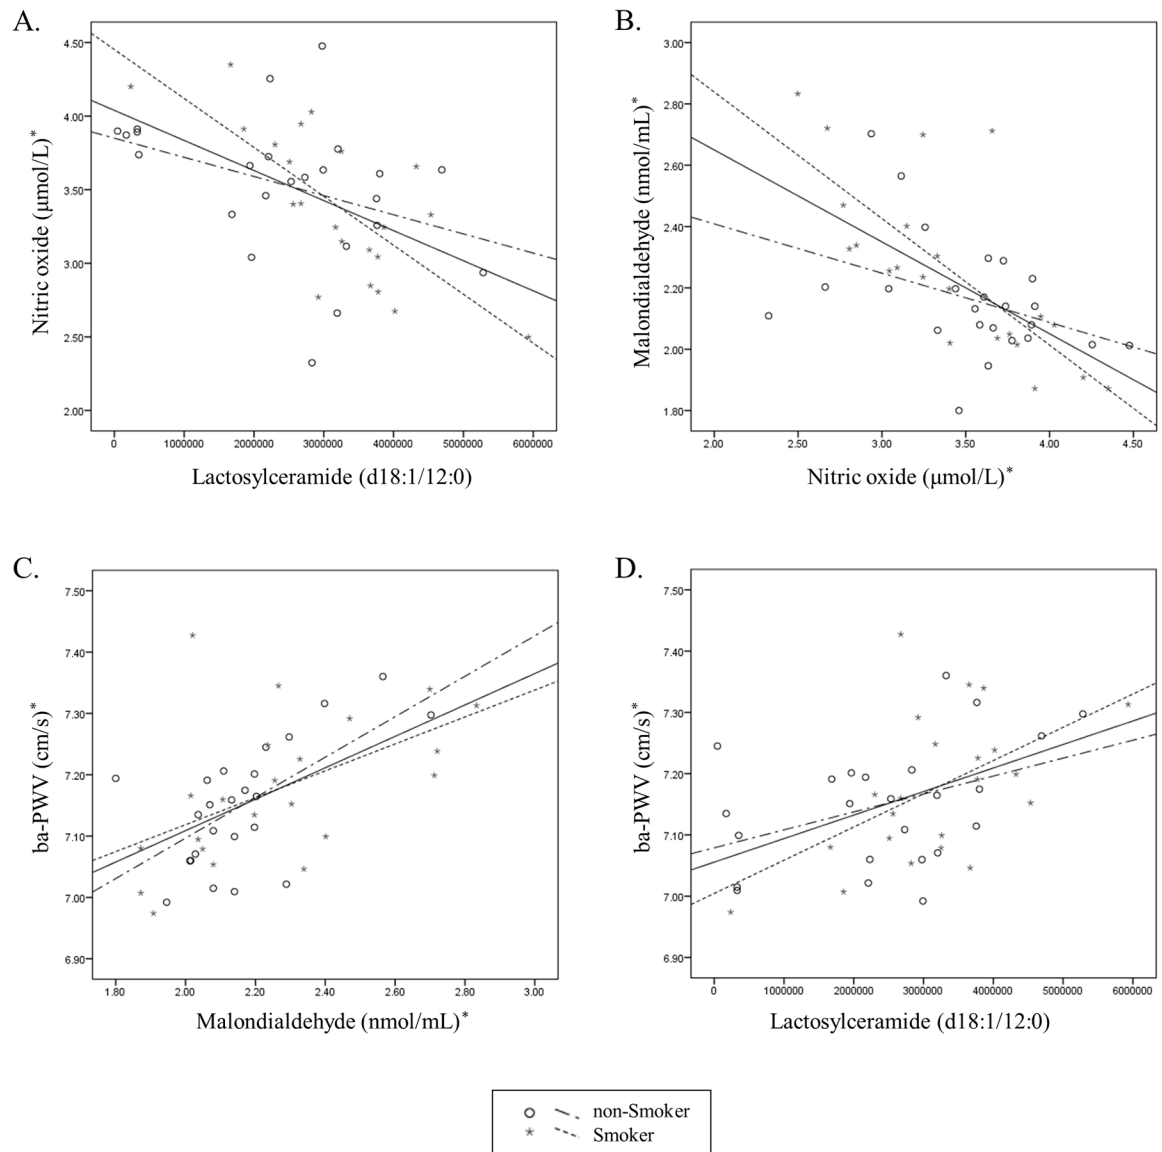 A.
4.50
4.00
3.50
3.00
2.50
2.00
Nitric oxide (μmol/L)*
0 1000000 2000000 3000000 4000000 5000000 6000000
Lactosylceramide (d18:1/12:0)
B.
3.00
2.80
2.60
2.40
2.20
2.00
1.80
Malondialdehyde (nmol/mL)*
2.00 2.50 3.00 3.50 4.00 4.50
Nitric oxide (μmol/L)*
C.
7.50
7.40
7.30
7.20
7.10
7.00
6.90
ba-PWV (cm/s)*
1.80 2.00 2.20 2.40 2.60 2.80 3.00
Malondialdehyde (nmol/mL)*
D.
7.50
7.40
7.30
7.20
7.10
7.00
6.90
ba-PWV (cm/s)*
0 1000000 2000000 3000000 4000000 5000000 6000000
Lactosylceramide (d18:1/12:0)
non-Smoker
Smoker